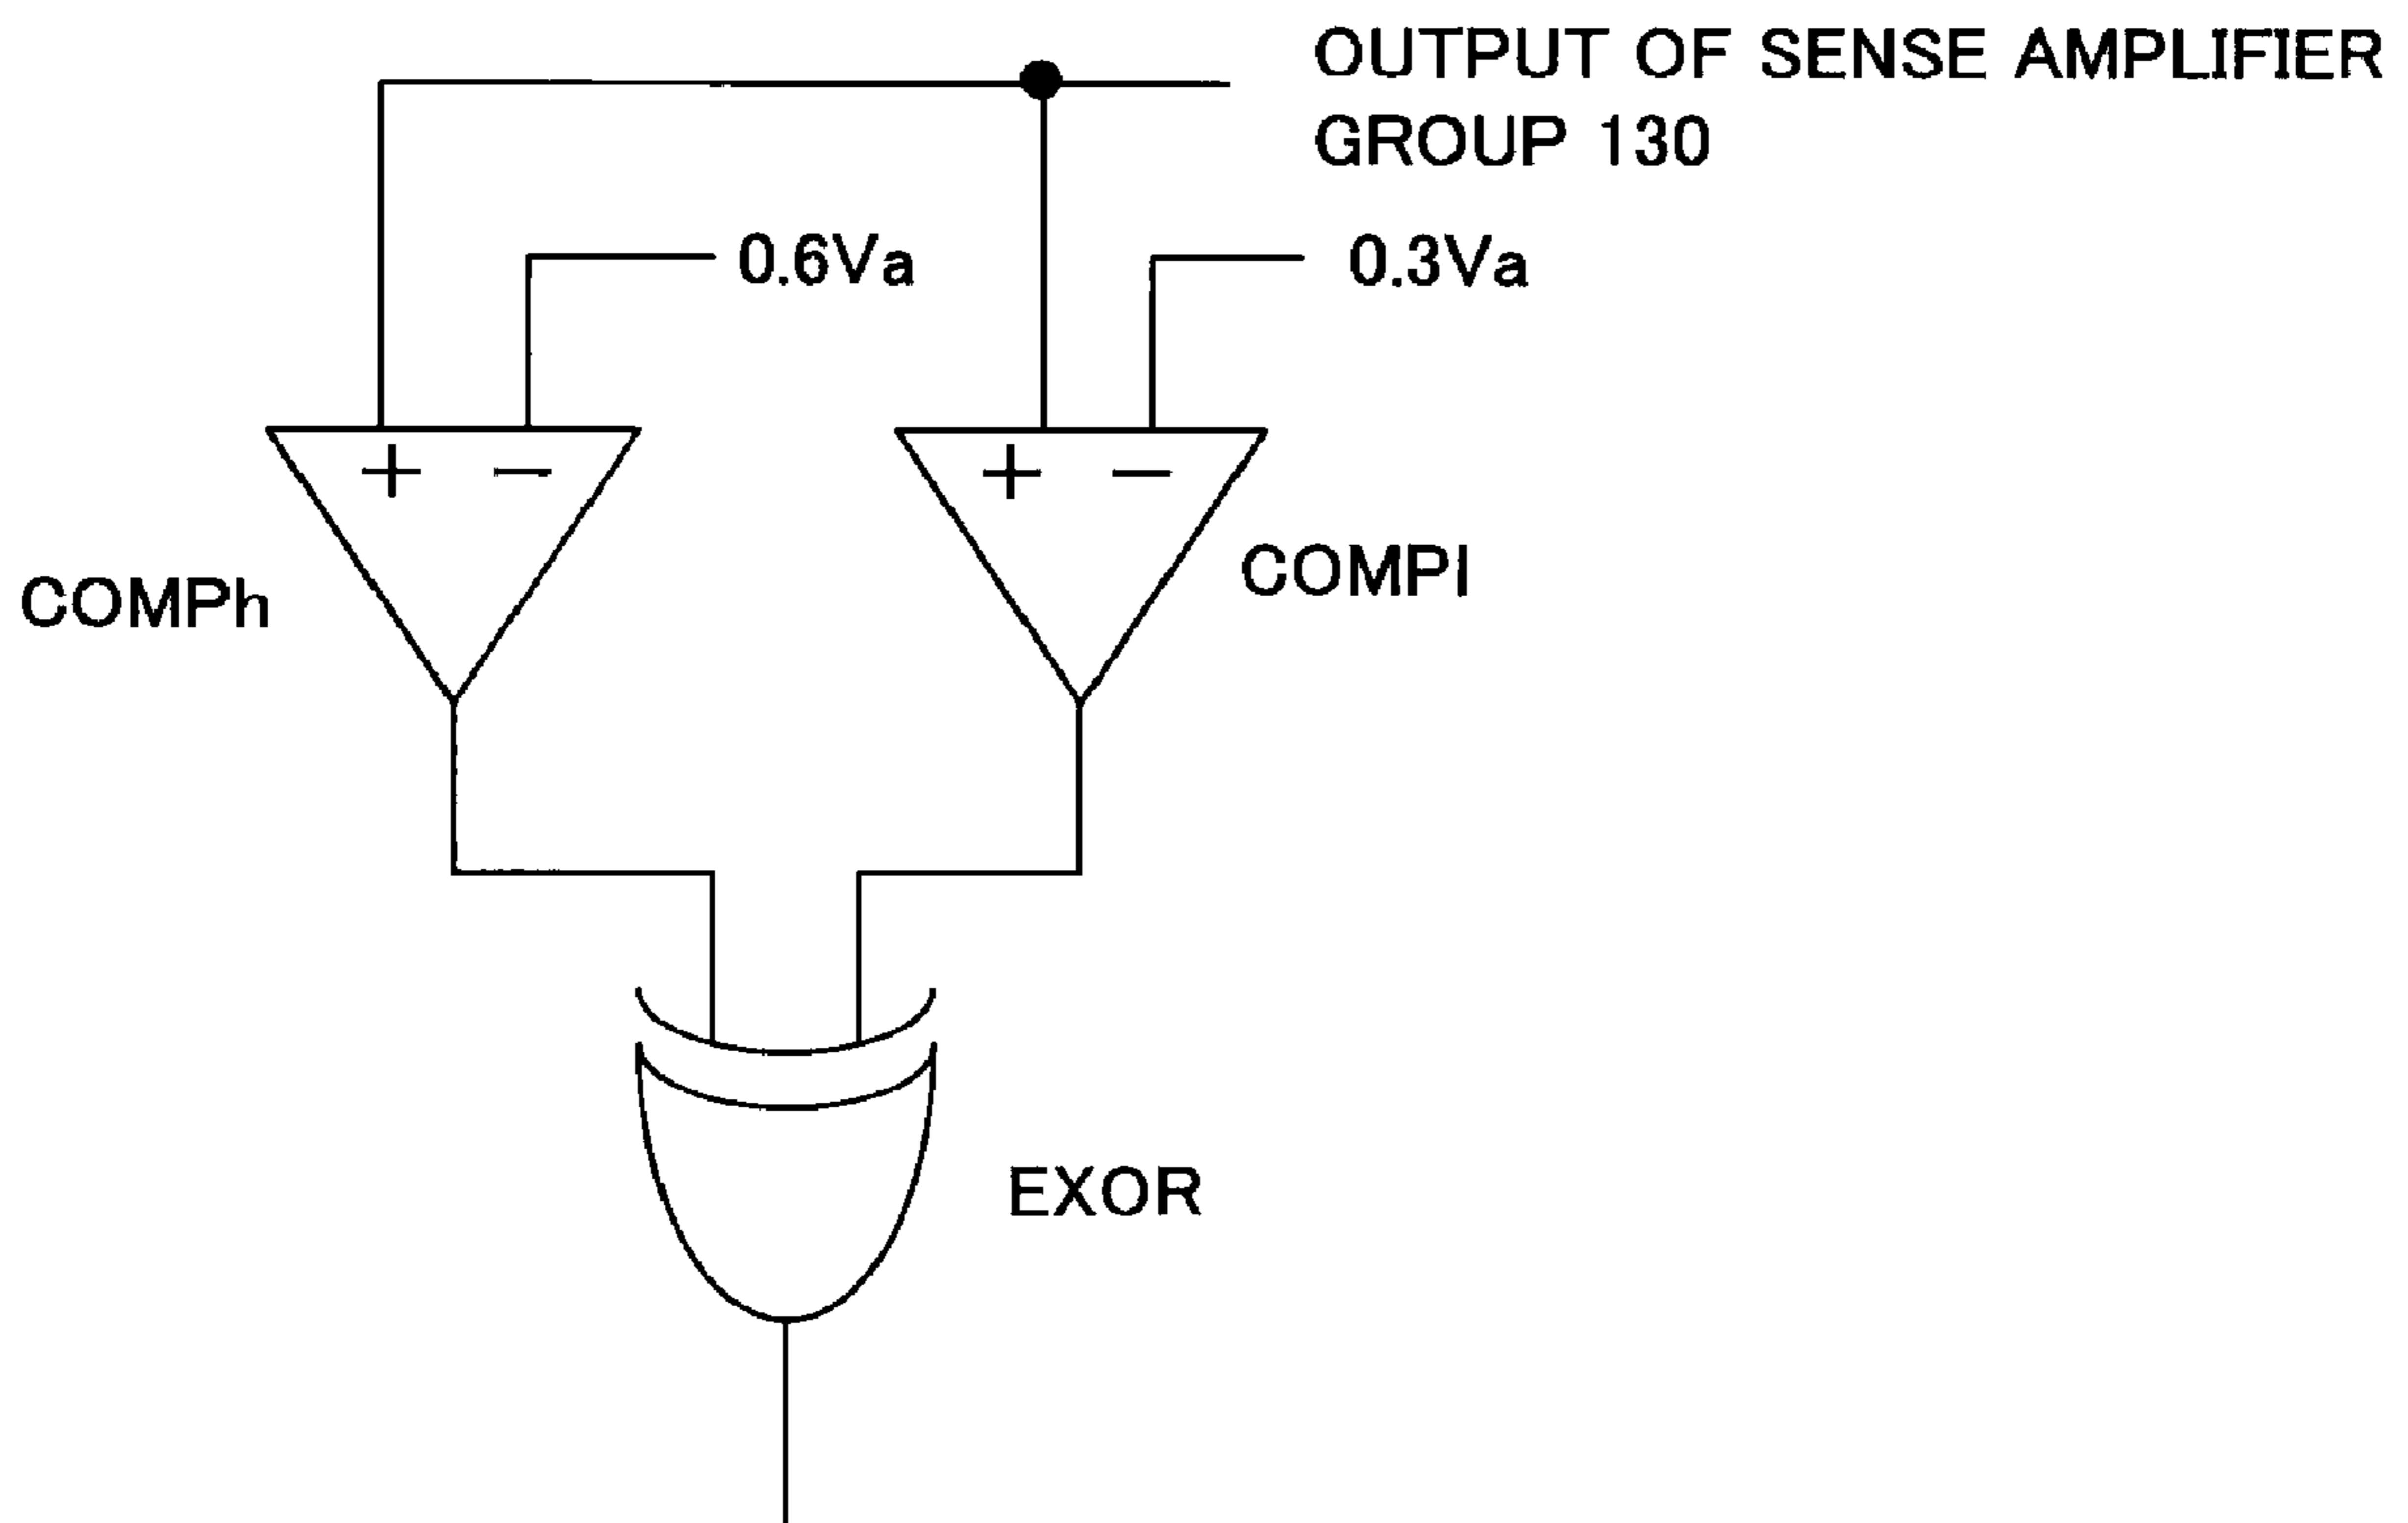 OUTPUT OF SENSE AMPLIFIER
GROUP 130
0.6Va
0.3Va
+ −
+ −
COMPl
COMPh
EXOR